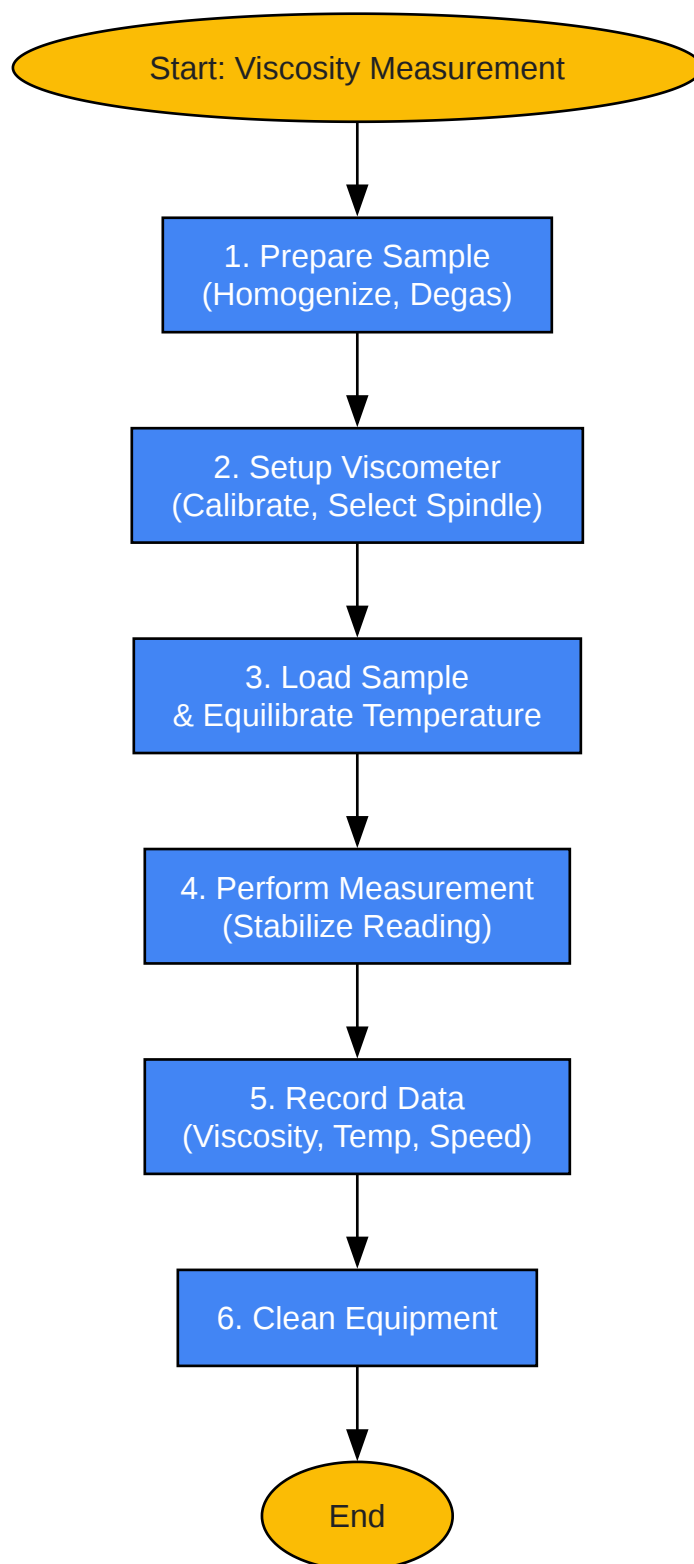 Start: Viscosity Measurement
1. Prepare Sample
(Homogenize, Degas)
2. Setup Viscometer
(Calibrate, Select Spindle)
3. Load Sample
& Equilibrate Temperature
4. Perform Measurement
(Stabilize Reading)
5. Record Data
(Viscosity, Temp, Speed)
6. Clean Equipment
End